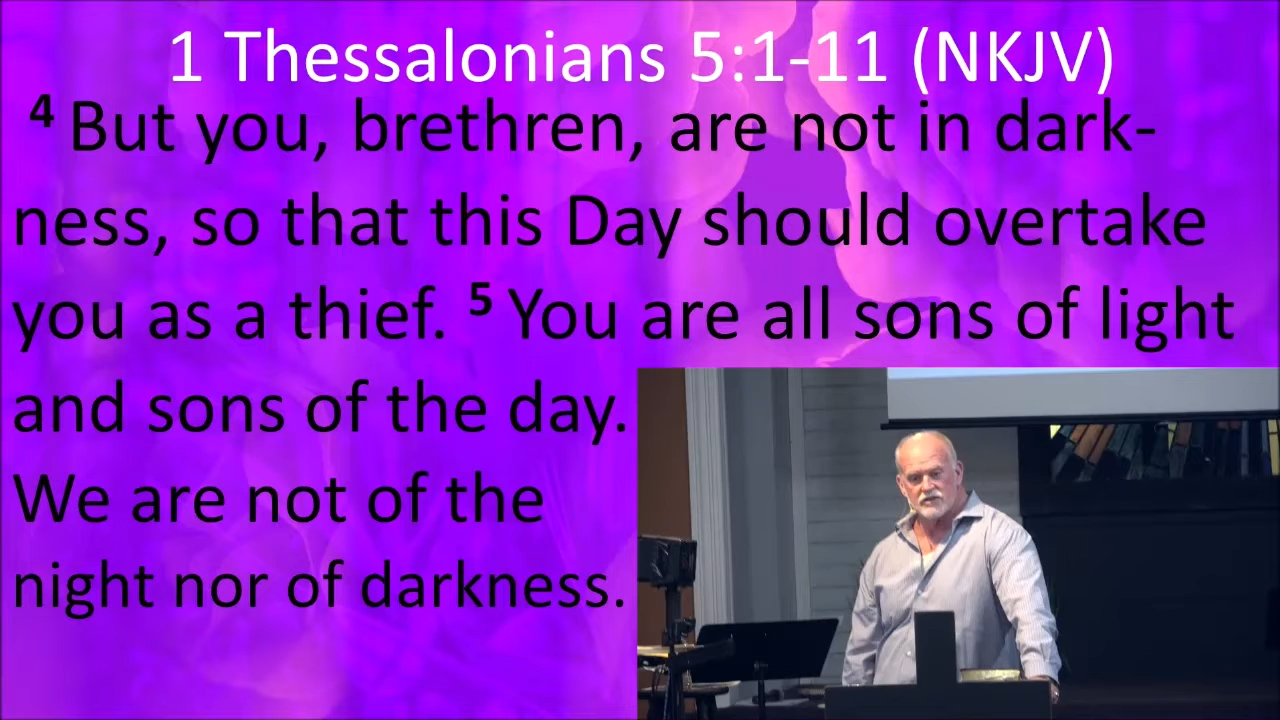 1 Thessalonians 5:1-11 (NKJV)
4 But you, brethren, are not in dark-
ness, so that this Day should overtake
you as a thief. 5 You are all sons of light
and sons of the day.
We are not of the
night nor of darkness.